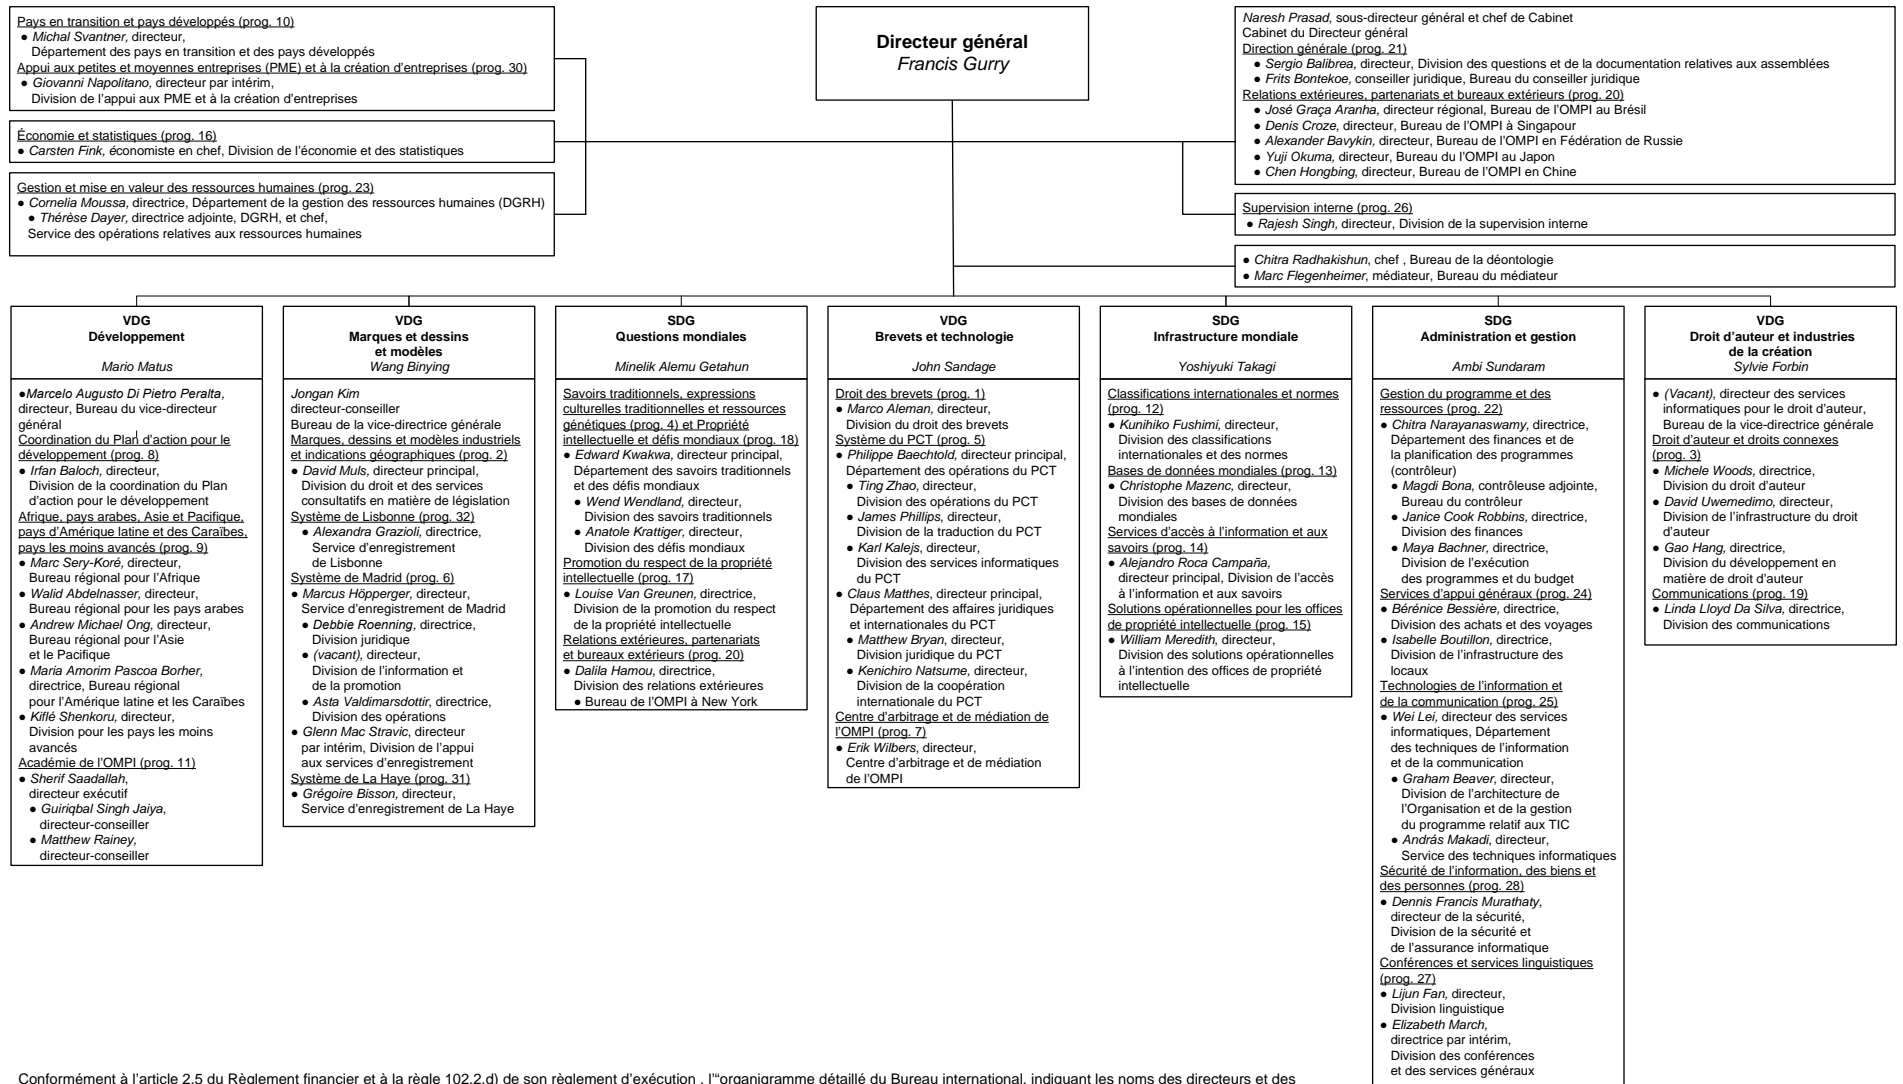 Pays en transition et pays développés (prog. 10)
● Michal Svantner, directeur,
Département des pays en transition et des pays développés
Appui aux petites et moyennes entreprises (PME) et à la création d'entreprises (prog. 30)
● Giovanni Napolitano, directeur par intérim,
Division de l'appui aux PME et à la création d'entreprises
Économie et statistiques (prog. 16)
● Carsten Fink, économiste en chef, Division de l'économie et des statistiques
Gestion et mise en valeur des ressources humaines (prog. 23)
● Cornelia Moussa, directrice, Département de la gestion des ressources humaines (DGRH)
● Thérèse Dayer, directrice adjointe, DGRH, et chef,
Service des opérations relatives aux ressources humaines
Directeur général
Francis Gurry
Naresh Prasad, sous-directeur général et chef de Cabinet
Cabinet du Directeur général
Direction générale (prog. 21)
● Sergio Balibrea, directeur, Division des questions et de la documentation relatives aux assemblées
● Frits Bontekoe, conseiller juridique, Bureau du conseiller juridique
Relations extérieures, partenariats et bureaux extérieurs (prog. 20)
● José Graça Aranha, directeur régional, Bureau de l'OMPI au Brésil
● Denis Croze, directeur, Bureau de l'OMPI à Singapour
● Alexander Bavykin, directeur, Bureau de l'OMPI en Fédération de Russie
● Yuji Okuma, directeur, Bureau du l'OMPI au Japon
● Chen Hongbing, directeur, Bureau de l'OMPI en Chine
Supervision interne (prog. 26)
● Rajesh Singh, directeur, Division de la supervision interne
● Chitra Radhakishun, chef , Bureau de la déontologie
● Marc Flegenheimer, médiateur, Bureau du médiateur
VDG
Développement
Mario Matus
●Marcelo Augusto Di Pietro Peralta,
directeur, Bureau du vice-directeur
général
Coordination du Plan d'action pour le
développement (prog. 8)
● Irfan Baloch, directeur,
Division de la coordination du Plan
d'action pour le développement
Afrique, pays arabes, Asie et Pacifique,
pays d'Amérique latine et des Caraïbes,
pays les moins avancés (prog. 9)
● Marc Sery-Koré, directeur,
Bureau régional pour l'Afrique
● Walid Abdelnasser, directeur,
Bureau régional pour les pays arabes
● Andrew Michael Ong, directeur,
Bureau régional pour l'Asie
et le Pacifique
● Maria Amorim Pascoa Borher,
directrice, Bureau régional
pour l'Amérique latine et les Caraïbes
● Kiflé Shenkoru, directeur,
Division pour les pays les moins
avancés
Académie de l'OMPI (prog. 11)
● Sherif Saadallah,
directeur exécutif
● Guiriqbal Singh Jaiya,
directeur-conseiller
● Matthew Rainey,
directeur-conseiller
VDG
Marques et dessins
et modèles
Wang Binying
Jongan Kim
directeur-conseiller
Bureau de la vice-directrice générale
Marques, dessins et modèles industriels
et indications géographiques (prog. 2)
● David Muls, directeur principal,
Division du droit et des services
consultatifs en matière de législation
Système de Lisbonne (prog. 32)
● Alexandra Grazioli, directrice,
Service d'enregistrement
de Lisbonne
Système de Madrid (prog. 6)
● Marcus Höpperger, directeur,
Service d'enregistrement de Madrid
● Debbie Roenning, directrice,
Division juridique
● (vacant), directeur,
Division de l'information et
de la promotion
● Asta Valdimarsdottir, directrice,
Division des opérations
● Glenn Mac Stravic, directeur
par intérim, Division de l'appui
aux services d'enregistrement
Système de La Haye (prog. 31)
● Grégoire Bisson, directeur,
Service d'enregistrement de La Haye
SDG
Questions mondiales
Minelik Alemu Getahun
Savoirs traditionnels, expressions
culturelles traditionnelles et ressources
génétiques (prog. 4) et Propriété
intellectuelle et défis mondiaux (prog. 18)
● Edward Kwakwa, directeur principal,
Département des savoirs traditionnels
et des défis mondiaux
● Wend Wendland, directeur,
Division des savoirs traditionnels
● Anatole Krattiger, directeur,
Division des défis mondiaux
Promotion du respect de la propriété
intellectuelle (prog. 17)
● Louise Van Greunen, directrice,
Division de la promotion du respect
de la propriété intellectuelle
Relations extérieures, partenariats
et bureaux extérieurs (prog. 20)
● Dalila Hamou, directrice,
Division des relations extérieures
● Bureau de l'OMPI à New York
VDG
Brevets et technologie
John Sandage
Droit des brevets (prog. 1)
● Marco Aleman, directeur,
Division du droit des brevets
Système du PCT (prog. 5)
● Philippe Baechtold, directeur principal,
Département des opérations du PCT
● Ting Zhao, directeur,
Division des opérations du PCT
● James Phillips, directeur,
Division de la traduction du PCT
● Karl Kalejs, directeur,
Division des services informatiques
du PCT
● Claus Matthes, directeur principal,
Département des affaires juridiques
et internationales du PCT
● Matthew Bryan, directeur,
Division juridique du PCT
● Kenichiro Natsume, directeur,
Division de la coopération
internationale du PCT
Centre d'arbitrage et de médiation de
l'OMPI (prog. 7)
● Erik Wilbers, directeur,
Centre d'arbitrage et de médiation
de l'OMPI
SDG
Infrastructure mondiale
Yoshiyuki Takagi
Classifications internationales et normes
(prog. 12)
● Kunihiko Fushimi, directeur,
Division des classifications
internationales et des normes
Bases de données mondiales (prog. 13)
● Christophe Mazenc, directeur,
Division des bases de données
mondiales
Services d'accès à l'information et aux
savoirs (prog. 14)
● Alejandro Roca Campaña,
directeur principal, Division de l'accès
à l'information et aux savoirs
Solutions opérationnelles pour les offices
de propriété intellectuelle (prog. 15)
● William Meredith, directeur,
Division des solutions opérationnelles
à l'intention des offices de propriété
intellectuelle
SDG
Administration et gestion
Ambi Sundaram
Gestion du programme et des
ressources (prog. 22)
● Chitra Narayanaswamy, directrice,
Département des finances et de
la planification des programmes
(contrôleur)
● Magdi Bona, contrôleuse adjointe,
Bureau du contrôleur
● Janice Cook Robbins, directrice,
Division des finances
● Maya Bachner, directrice,
Division de l'exécution
des programmes et du budget
Services d'appui généraux (prog. 24)
● Bérénice Bessière, directrice,
Division des achats et des voyages
● Isabelle Boutillon, directrice,
Division de l'infrastructure des
locaux
Technologies de l'information et
de la communication (prog. 25)
● Wei Lei, directeur des services
informatiques, Département
des techniques de l'information
et de la communication
● Graham Beaver, directeur,
Division de l'architecture de
l'Organisation et de la gestion
du programme relatif aux TIC
● András Makadi, directeur,
Service des techniques informatiques
Sécurité de l'information, des biens et
des personnes (prog. 28)
● Dennis Francis Murathaty,
directeur de la sécurité,
Division de la sécurité et
de l'assurance informatique
Conférences et services linguistiques
(prog. 27)
● Lijun Fan, directeur,
Division linguistique
● Elizabeth March,
directrice par intérim,
Division des conférences
et des services généraux
VDG
Droit d'auteur et industries
de la création
Sylvie Forbin
● (Vacant), directeur des services
informatiques pour le droit d'auteur,
Bureau de la vice-directrice générale
Droit d'auteur et droits connexes
(prog. 3)
● Michele Woods, directrice,
Division du droit d'auteur
● David Uwemedimo, directeur,
Division de l'infrastructure du droit
d'auteur
● Gao Hang, directrice,
Division du développement en
matière de droit d'auteur
Communications (prog. 19)
● Linda Lloyd Da Silva, directrice,
Division des communications
Conformément à l'article 2.5 du Règlement financier et à la règle 102.2.d) de son règlement d'exécution , l'“organigramme détaillé du Bureau international, indiquant les noms des directeurs et des